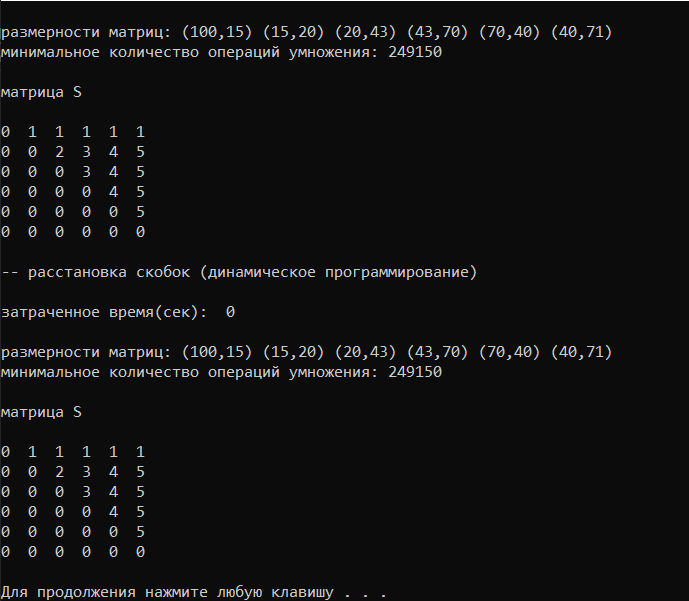 размерности матриц: (100,15) (15,20) (20,43) (43,70) (70,40) (40,71)
минимальное количество операций умножения: 249150
матрица S
0  1  1  1  1  1
0  0  2  3  4  5
0  0  0  3  4  5
0  0  0  0  4  5
0  0  0  0  0  5
0  0  0  0  0  0
-- расстановка скобок (динамическое программирование)
затраченное время(сек):  0
размерности матриц: (100,15) (15,20) (20,43) (43,70) (70,40) (40,71)
минимальное количество операций умножения: 249150
матрица S
0  1  1  1  1  1
0  0  2  3  4  5
0  0  0  3  4  5
0  0  0  0  4  5
0  0  0  0  0  5
0  0  0  0  0  0
Для продолжения нажмите любую клавишу . . .